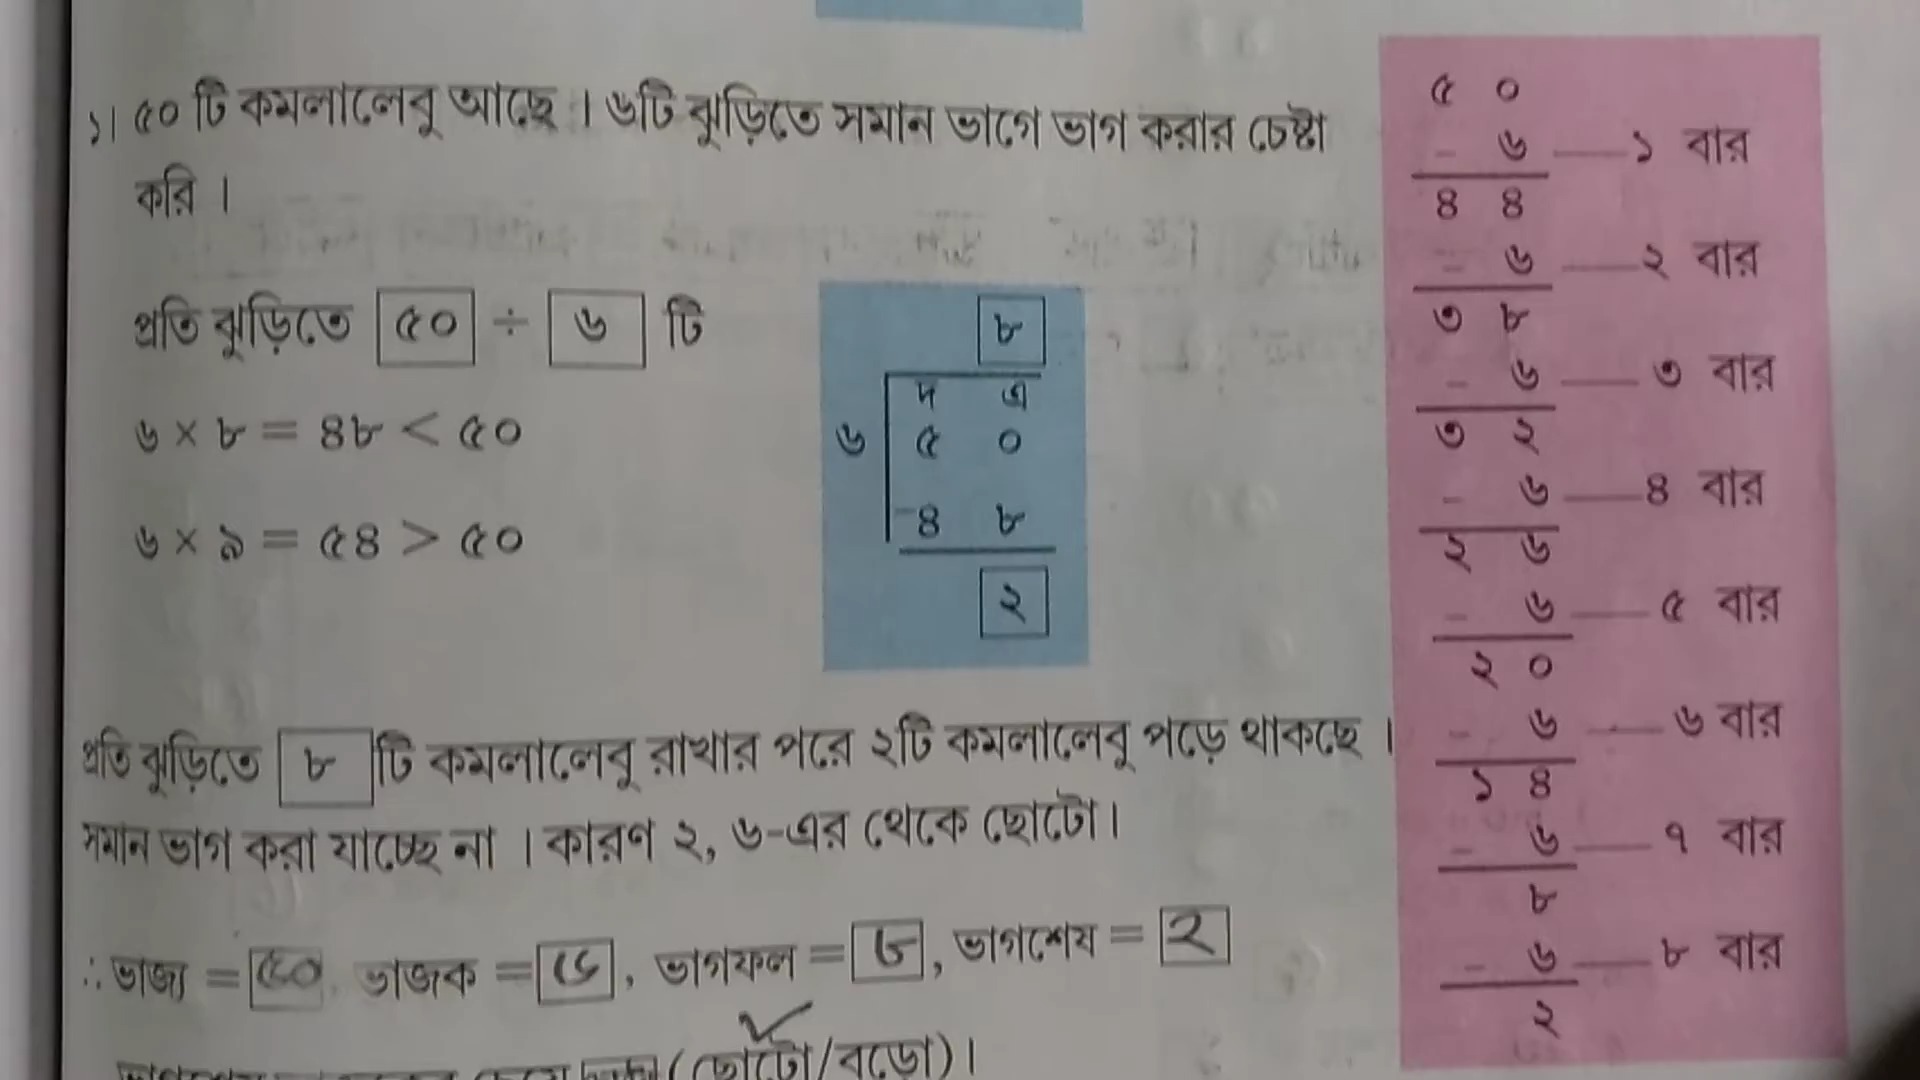 ১। ৫০ টি কমলালেবু আছে। ৬টি ঝুড়িতে সমান ভাগে ভাগ করার চেষ্টা
করি।
প্রতি ঝুড়িতে ৫০ ÷ ৬ টি
৬ × ৮ = ৪৮ < ৫০
৬ × ৯ = ৫৪ > ৫০
৮
দ এ
৬ ৫ ০
-৪ ৮
২
প্রতি ঝুড়িতে ৮ টি কমলালেবু রাখার পরে ২টি কমলালেবু পড়ে থাকছে।
সমান ভাগ করা যাচ্ছে না। কারণ ২, ৬-এর থেকে ছোটো।
∴ ভাজ্য = ৫০, ভাজক = ৬, ভাগফল = ৮, ভাগশেষ = ২
(ছোটো/বড়ো)।
৫ ০
- ৬ — ১ বার
৪ ৪
- ৬ — ২ বার
৩ ৮
- ৬ — ৩ বার
৩ ২
- ৬ — ৪ বার
২ ৬
- ৬ — ৫ বার
২ ০
- ৬ — ৬ বার
১ ৪
- ৬ — ৭ বার
৮
- ৬ — ৮ বার
২